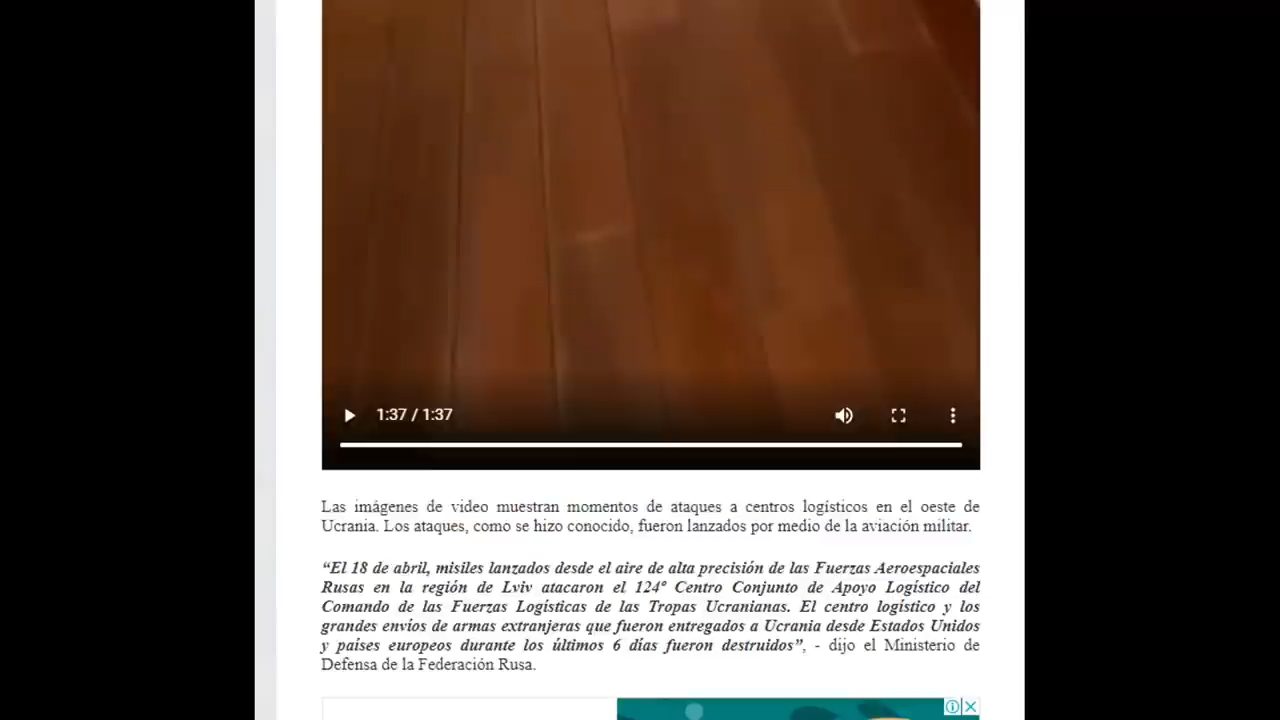 1:37 / 1:37
Las imágenes de video muestran momentos de ataques a centros logísticos en el oeste de
Ucrania. Los ataques, como se hizo conocido, fueron lanzados por medio de la aviación militar.
“El 18 de abril, misiles lanzados desde el aire de alta precisión de las Fuerzas Aeroespaciales
Rusas en la región de Lviv atacaron el 124º Centro Conjunto de Apoyo Logístico del
Comando de las Fuerzas Logísticas de las Tropas Ucranianas. El centro logístico y los
grandes envíos de armas extranjeras que fueron entregados a Ucrania desde Estados Unidos
y países europeos durante los últimos 6 días fueron destruidos”, - dijo el Ministerio de
Defensa de la Federación Rusa.